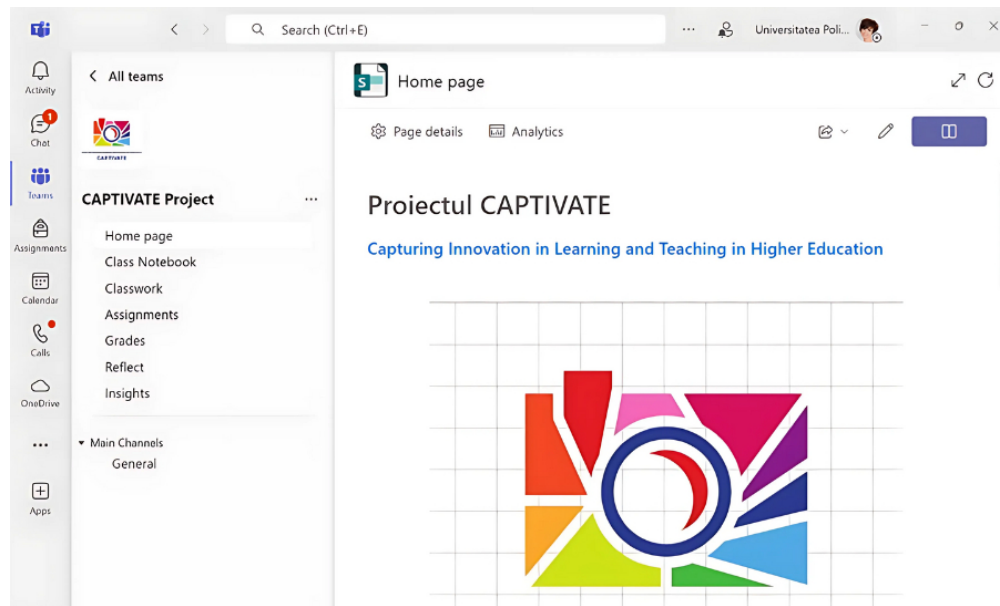 Search (Ctrl+E)
Universitatea Poli...
Activity
Chat
1
Teams
Assignments
Calendar
Calls
OneDrive
Apps
All teams
CAPTIVATE
CAPTIVATE Project
Home page
Class Notebook
Classwork
Assignments
Grades
Reflect
Insights
Main Channels
General
S
Home page
Page details
Analytics
Proiectul CAPTIVATE
Capturing Innovation in Learning and Teaching in Higher Education